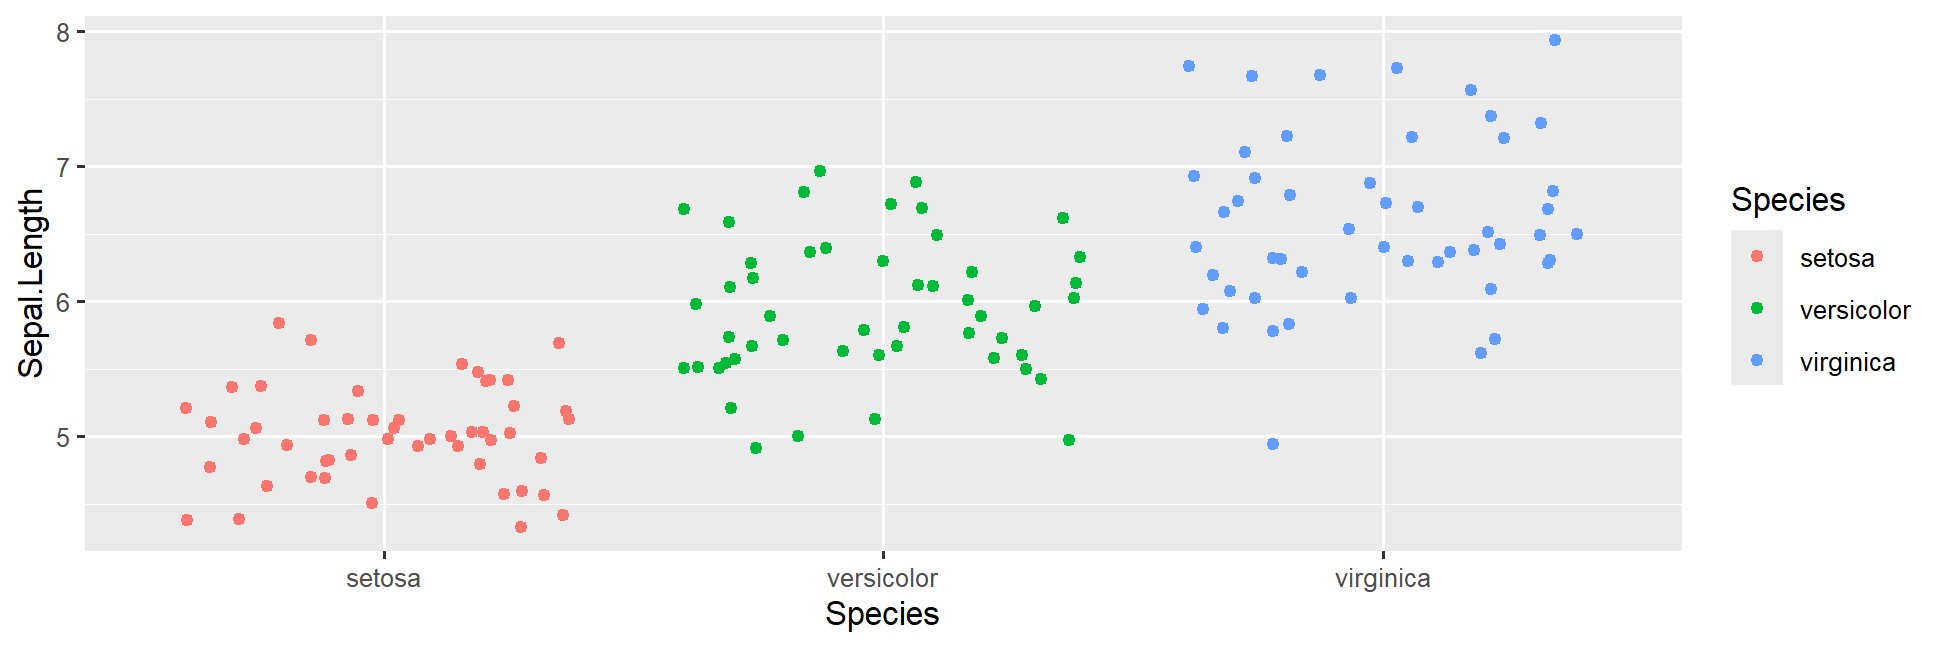 8
7
6
5
Sepal.Length
setosa
versicolor
virginica
Species
Species
setosa
versicolor
virginica